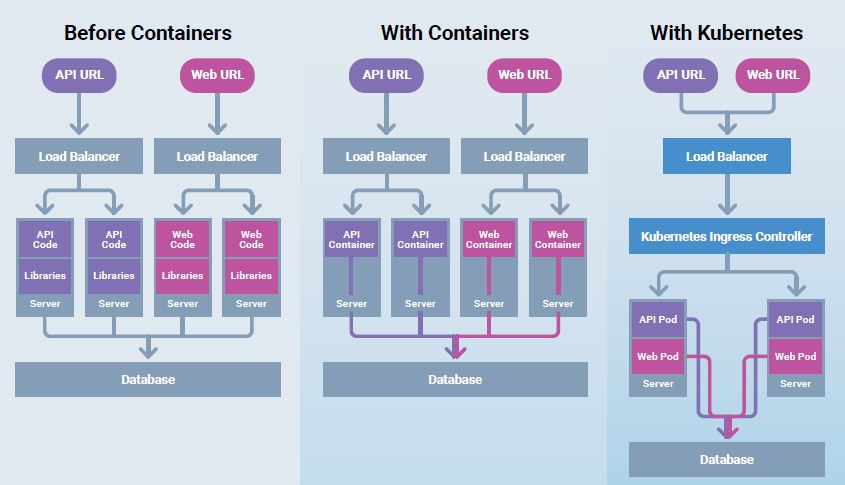 Before Containers
API URL
Web URL
Load Balancer
Load Balancer
API
Code
Libraries
Server
API
Code
Libraries
Server
Web
Code
Libraries
Server
Web
Code
Libraries
Server
Database
With Containers
API URL
Web URL
Load Balancer
Load Balancer
API
Container
Server
API
Container
Server
Web
Container
Server
Web
Container
Server
Database
With Kubernetes
API URL
Web URL
Load Balancer
Kubernetes Ingress Controller
API Pod
Web Pod
Server
API Pod
Web Pod
Server
Database